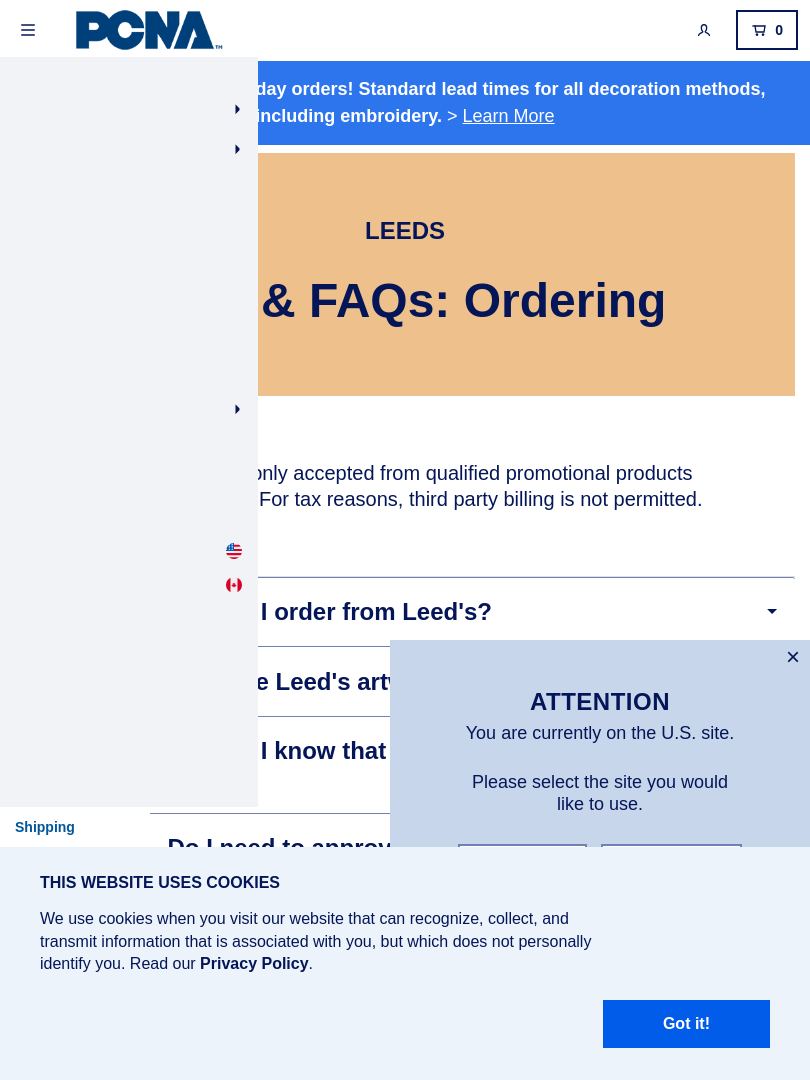 PCNA™
0
day orders! Standard lead times for all decoration methods,
including embroidery. > Learn More
LEEDS
& FAQs: Ordering
only accepted from qualified promotional products
For tax reasons, third party billing is not permitted.
I order from Leed's?
Leed's
I know that
ATTENTION
You are currently on the U.S. site.
Please select the site you would
like to use.
Shipping
Do I need to approv
THIS WEBSITE USES COOKIES
We use cookies when you visit our website that can recognize, collect, and
transmit information that is associated with you, but which does not personally
identify you. Read our Privacy Policy.
Got it!